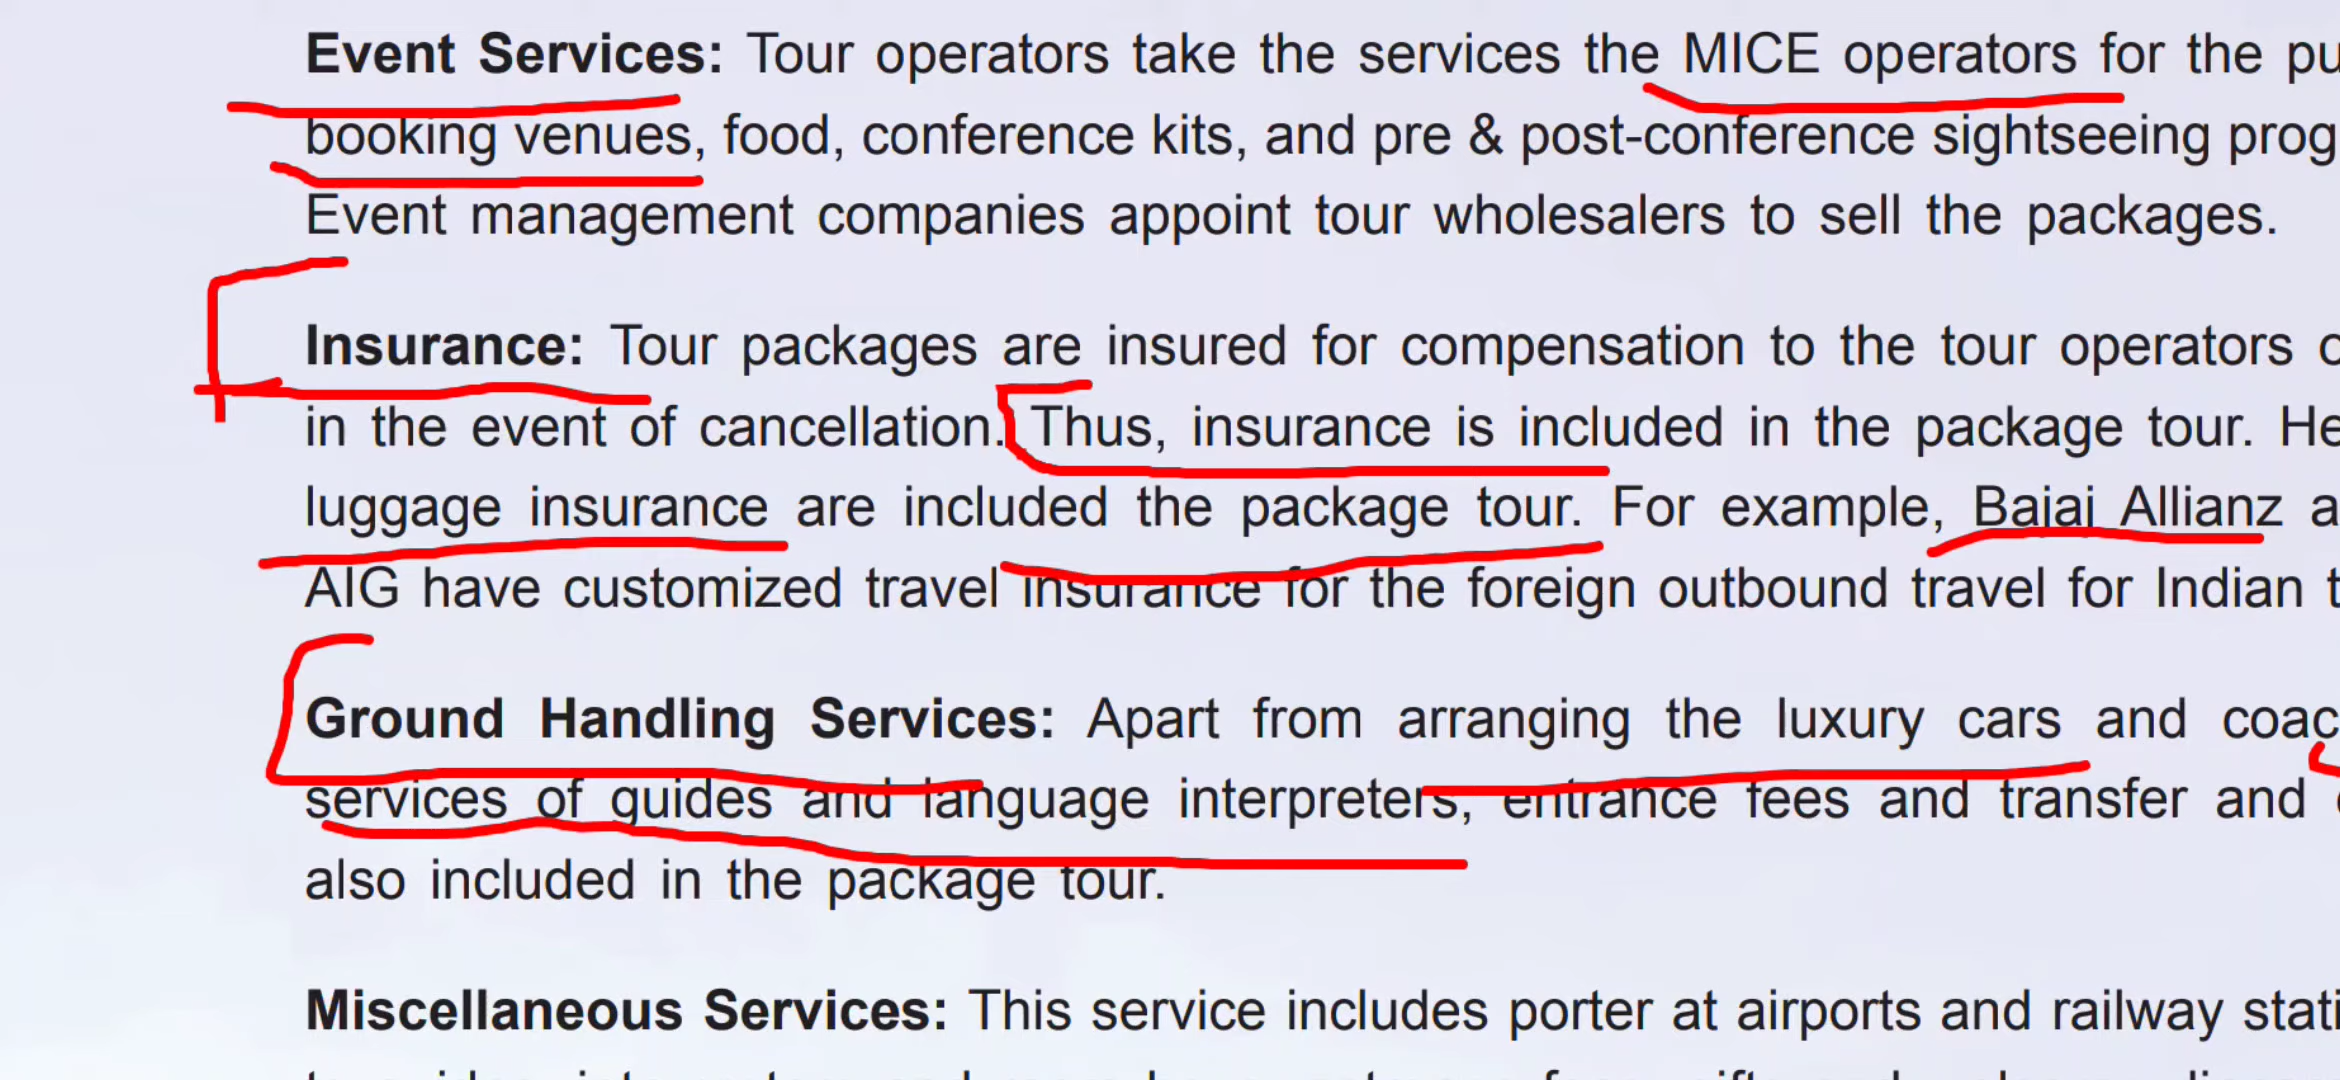 Event Services: Tour operators take the services the MICE operators for the
booking venues, food, conference kits, and pre & post-conference sightseeing
Event management companies appoint tour wholesalers to sell the packages.
Insurance: Tour packages are insured for compensation to the tour operators
in the event of cancellation. Thus, insurance is included in the package tour.
luggage insurance are included the package tour. For example, Bajaj Allianz
AIG have customized travel insurance for the foreign outbound travel for Indian
Ground Handling Services: Apart from arranging the luxury cars and
services of guides and language interpreters, entrance fees and transfer and
also included in the package tour.
Miscellaneous Services: This service includes porter at airports and railway